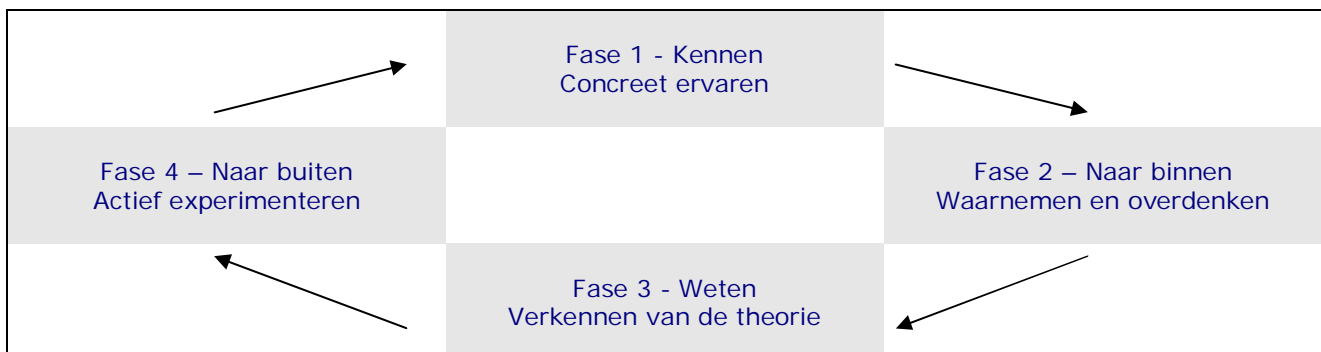 Fase 1 - Kennen
Concreet ervaren
Fase 4 – Naar buiten
Actief experimenteren
Fase 2 – Naar binnen
Waarnemen en overdenken
Fase 3 - Weten
Verkennen van de theorie